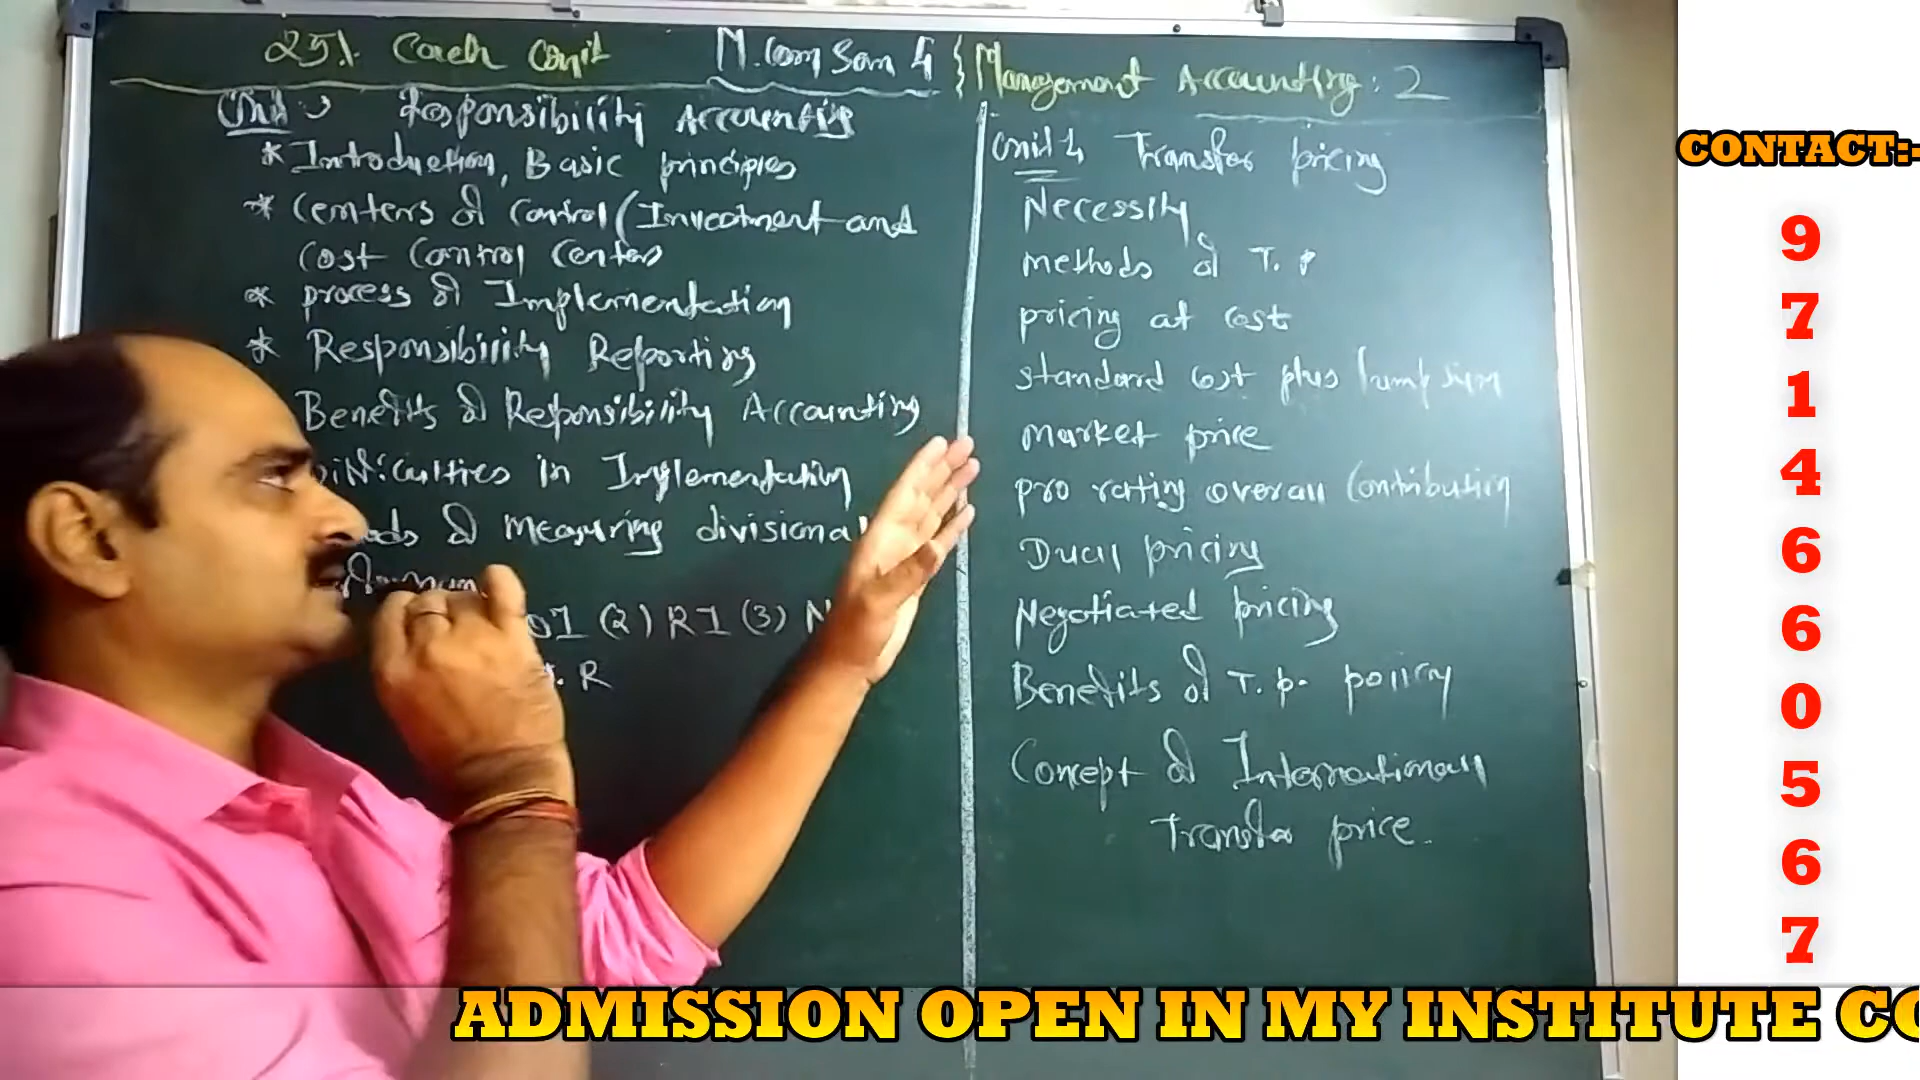 25%. Each Unit M.Com Sem 4 } Management Accounting : 2
Unit :3 Responsibility Accounting
* Introduction, Basic principles
* Centers of Control (Investment and
Cost Control Centers
* process of Implementation
* Responsibility Reporting
Benefits of Responsibility Accounting
in Implementation
of measuring divisional
(2) RI (3) N
R
Unit 4 Transfer pricing
Necessity
methods of T. P
pricing at cost
standard cost plus lump sum
market price
pro rating overall Contribution
Dual pricing
Negotiated pricing
Benefits of T. p. policy
Concept of International
Transfer price.
CONTACT:-
9
7
1
4
6
6
0
5
6
7
ADMISSION OPEN IN MY INSTITUTE CO